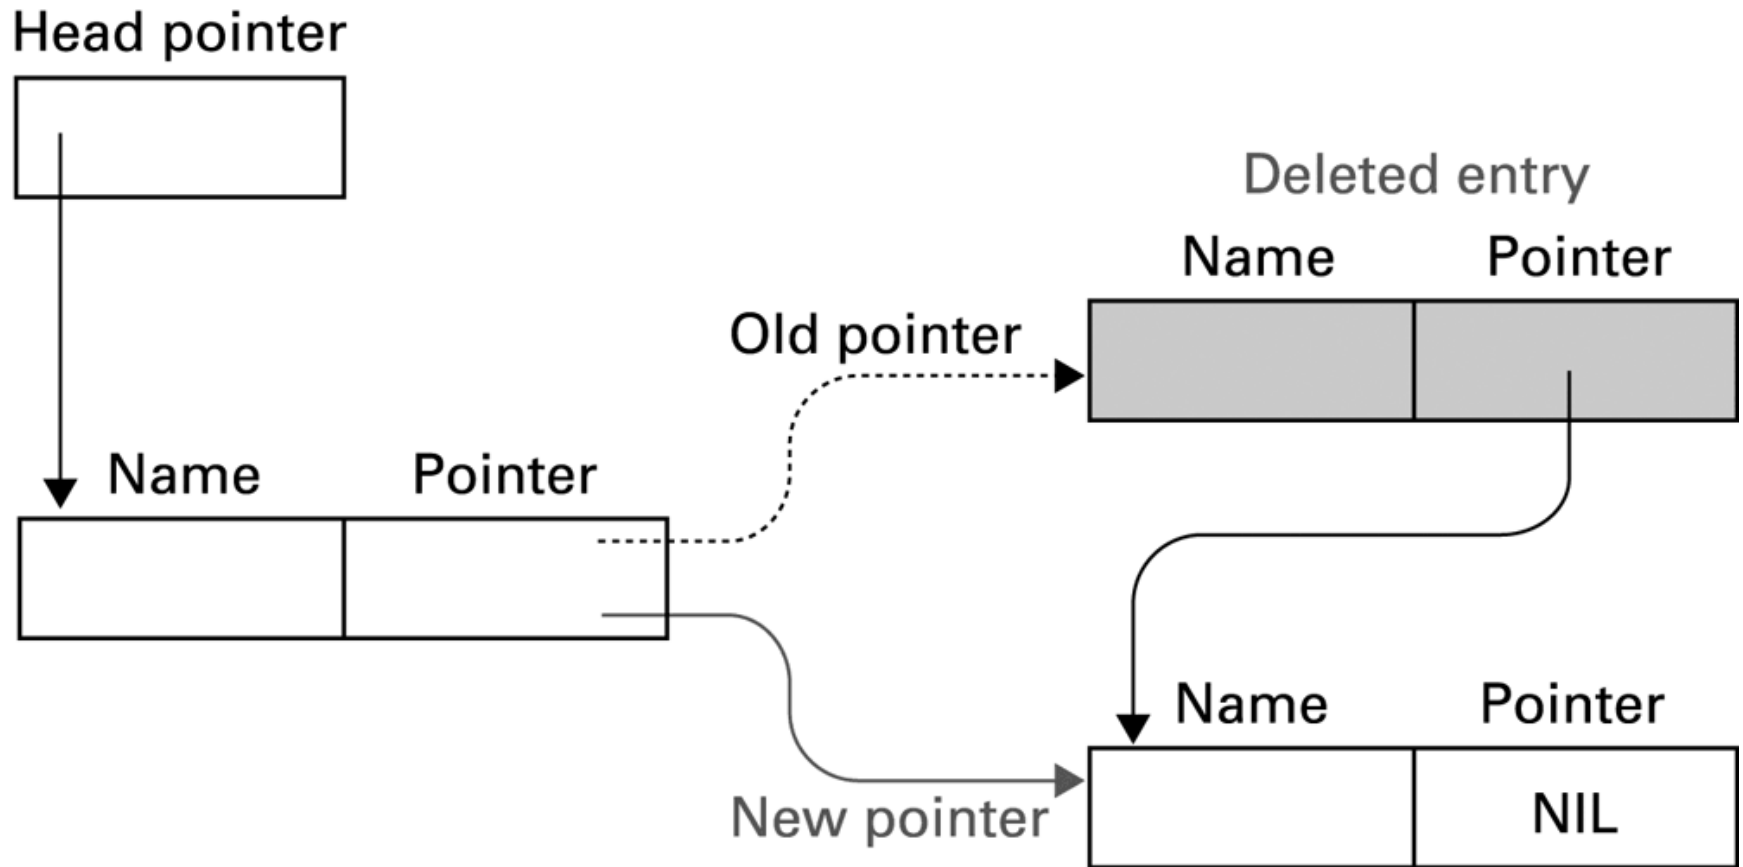 Head pointer
Deleted entry
Name Pointer
Old pointer
Name Pointer
Name Pointer
New pointer
NIL